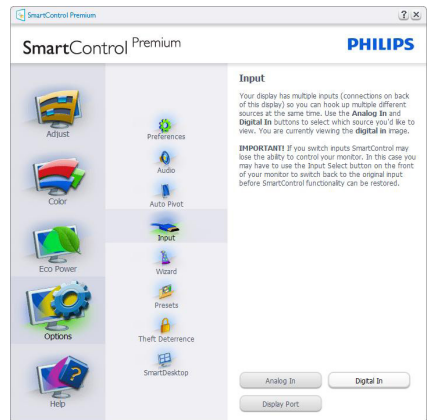 SmartControl Premium
? ×
SmartControl Premium
PHILIPS
Adjust
Color
Eco Power
Options
Help
Preferences
Audio
Auto Pivot
Input
Wizard
Presets
Theft Deterrence
SmartDesktop
Input
Your display has multiple inputs (connections on back
of this display) so you can hook up multiple different
sources at the same time. Use the Analog In and
Digital In buttons to select which source you'd like to
view. You are currently viewing the digital in image.
IMPORTANT! If you switch inputs SmartControl may
lose the ability to control your monitor. In this case you
may have to use the Input Select button on the front
of your monitor to switch back to the original input
before SmartControl functionality can be restored.
Analog In
Digital In
Display Port